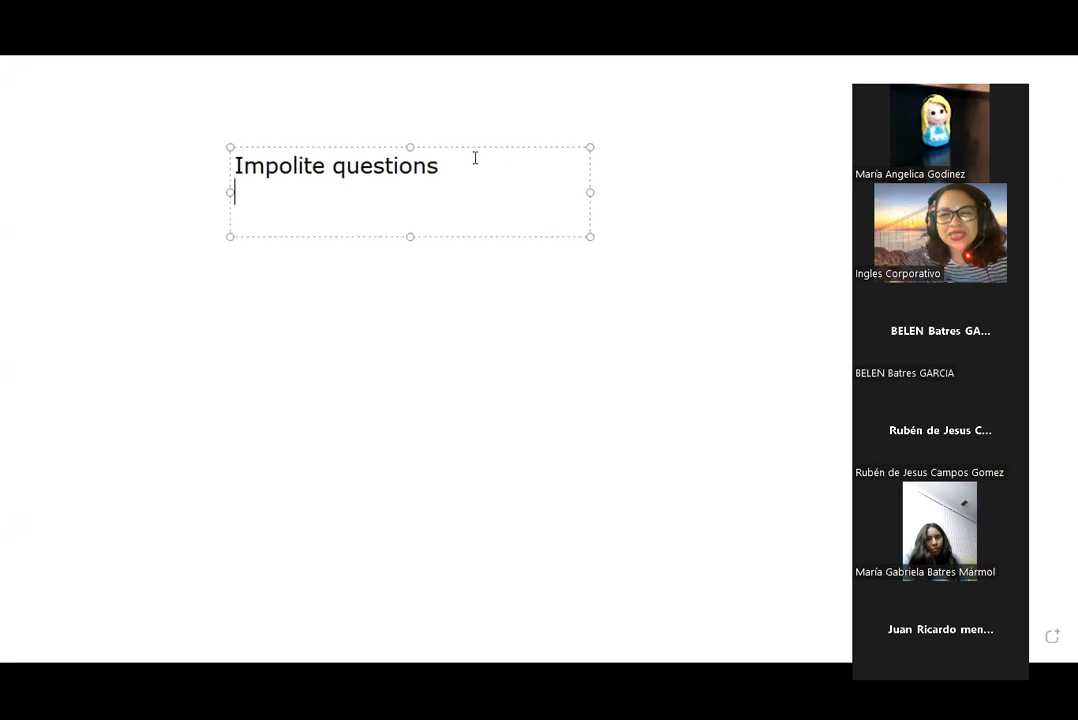 Impolite questions
María Angelica Godinez
Ingles Corporativo
BELEN Batres GA...
BELEN Batres GARCIA
Rubén de Jesus C...
Rubén de Jesus Campos Gomez
María Gabriela Batres Mármol
Juan Ricardo men...